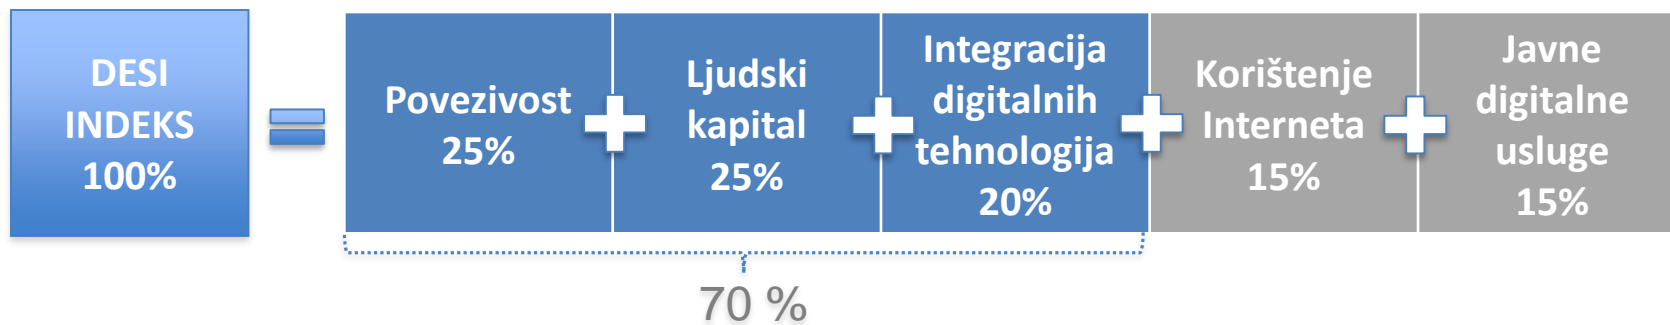 DESI
INDEKS
100%
Povezivost
25%
Ljudski
kapital
25%
Integracija
digitalnih
tehnologija
20%
Korištenje
Interneta
15%
Javne
digitalne
usluge
15%
70 %